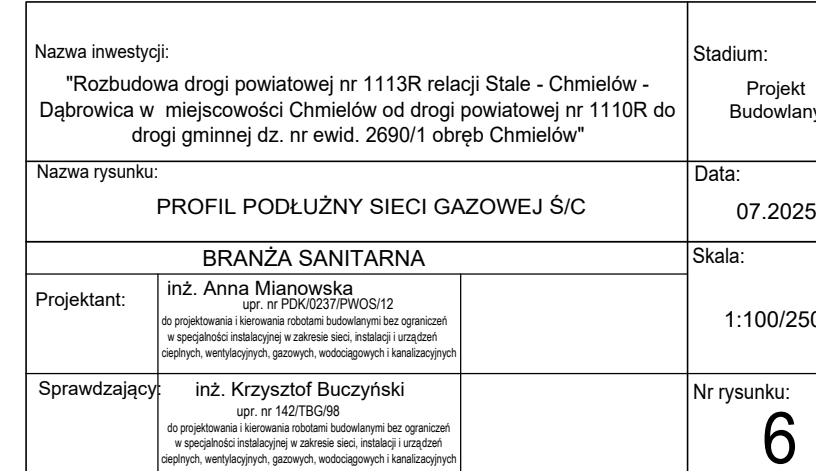 Nazwa inwestycji:
"Rozbudowa drogi powiatowej nr 1113R relacji Stale - Chmielów -
Dąbrowica w miejscowości Chmielów od drogi powiatowej nr 1110R do
drogi gminnej dz. nr ewid. 2690/1 obręb Chmielów"
Stadium:
Projekt
Nazwa rysunku:
PROFIL PODŁUŻNY SIECI GAZOWEJ Ś/C
Data:
07.2025
BRANŻA SANITARNA
Skala:
Projektant:
inż. Anna Mianowska
upr. nr PDK/0237/PWOS/12
do projektowania i kierowania robotami budowlanymi bez ograniczeń
w specjalności instalacyjnej w zakresie sieci, instalacji i urządzeń
cieplnych, wentylacyjnych, gazowych, wodociągowych i kanalizacyjnych
1:100/250
Sprawdzający:
inż. Krzysztof Buczyński
upr. nr 142/TBG/98
do projektowania i kierowania robotami budowlanymi bez ograniczeń
w specjalności instalacyjnej w zakresie sieci, instalacji i urządzeń
cieplnych, wentylacyjnych, gazowych, wodociągowych i kanalizacyjnych
Nr rysunku:
6